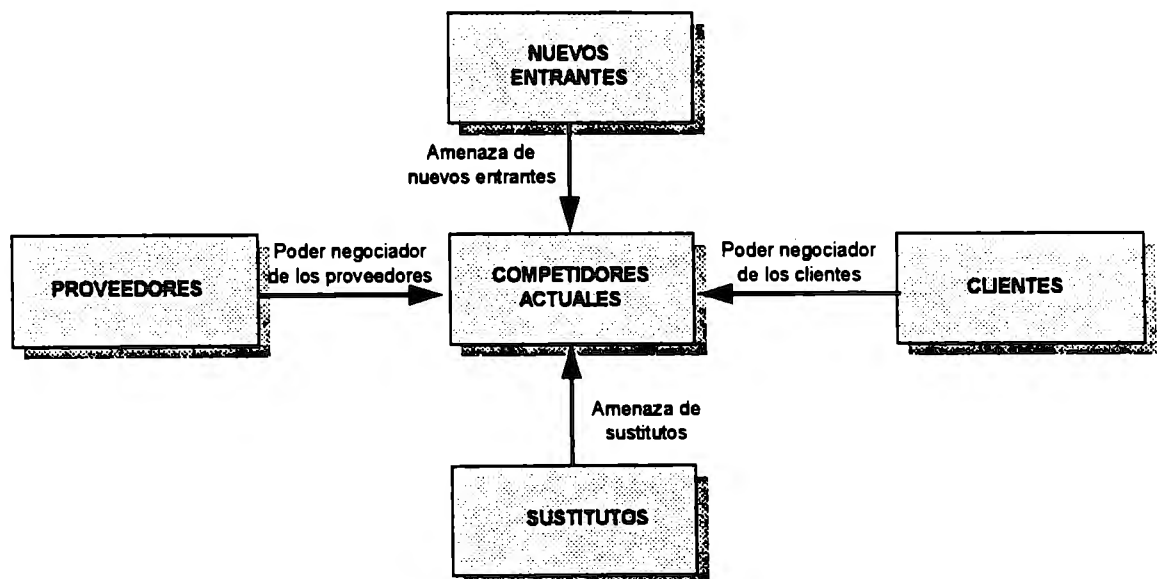 NUEVOS
ENTRANTES
Amenaza de
nuevos entrantes
PROVEEDORES
Poder negociador
de los proveedores
COMPETIDORES
ACTUALES
Poder negociador
de los clientes
CLIENTES
Amenaza de
sustitutos
SUSTITUTOS